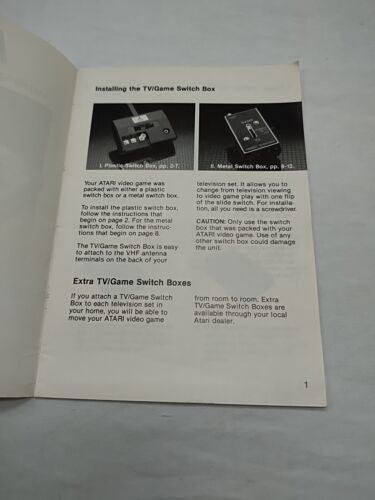 Installing the TV/Game Switch Box
I. Plastic Switch Box, pp. 2-7.
II. Metal Switch Box, pp. 8-13.
Your ATARI video game was
packed with either a plastic
switch box or a metal switch box.
To install the plastic switch box,
follow the instructions that
begin on page 2. For the metal
switch box, follow the instruc-
tions that begin on page 8.
The TV/Game Switch Box is easy
to attach to the VHF antenna
terminals on the back of your
television set. It allows you to
change from television viewing
to video game play with one flip
of the slide switch. For installa-
tion, all you need is a screwdriver.
CAUTION: Only use the switch
box that was packed with your
ATARI video game. Use of any
other switch box could damage
the unit.
Extra TV/Game Switch Boxes
If you attach a TV/Game Switch
Box to each television set in
your home, you will be able to
move your ATARI video game
from room to room. Extra
TV/Game Switch Boxes are
available through your local
Atari dealer.
1